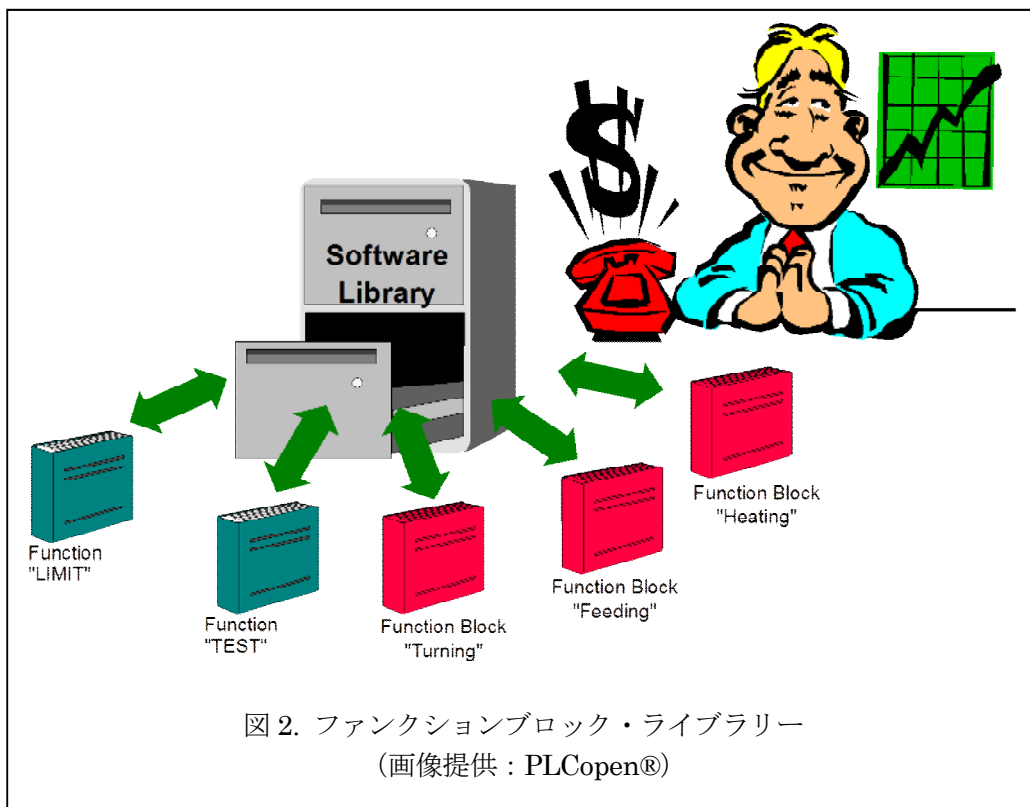 Software
Library
Function
"LIMIT"
Function
"TEST"
Function Block
"Turning"
Function Block
"Feeding"
Function Block
"Heating"
図 2. ファンクションブロック・ライブラリー
(画像提供：PLCopen®)